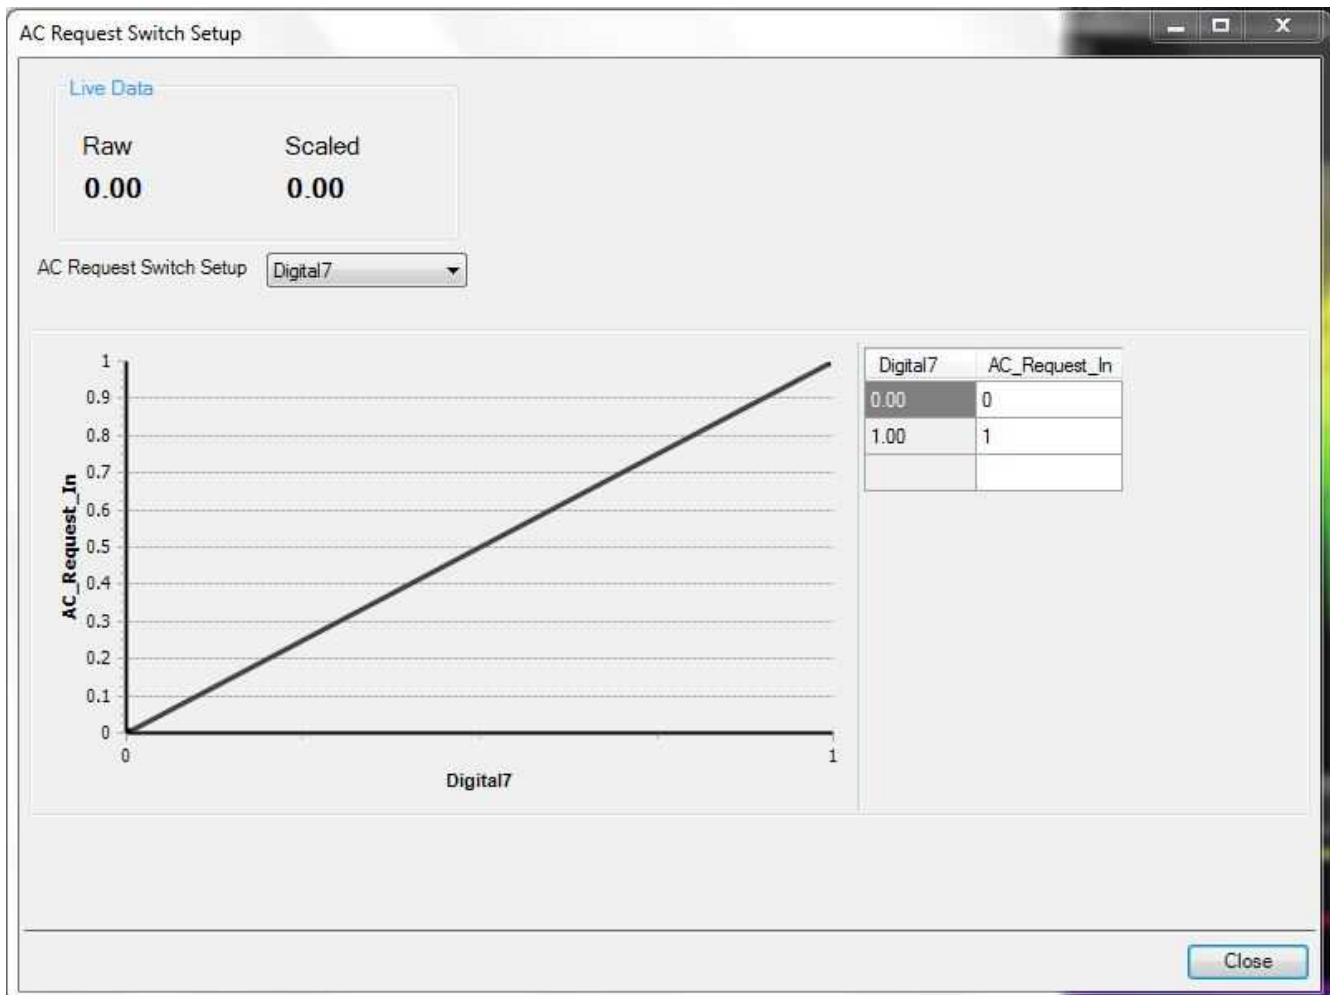 AC Request Switch Setup
Live Data
Raw Scaled
0.00 0.00
AC Request Switch Setup Digital7
1
0.9
0.8
0.7
0.6
0.5
0.4
0.3
0.2
0.1
0
AC_Request_In
0 1
Digital7
Digital7 AC_Request_In
0.00 0
1.00 1
Close